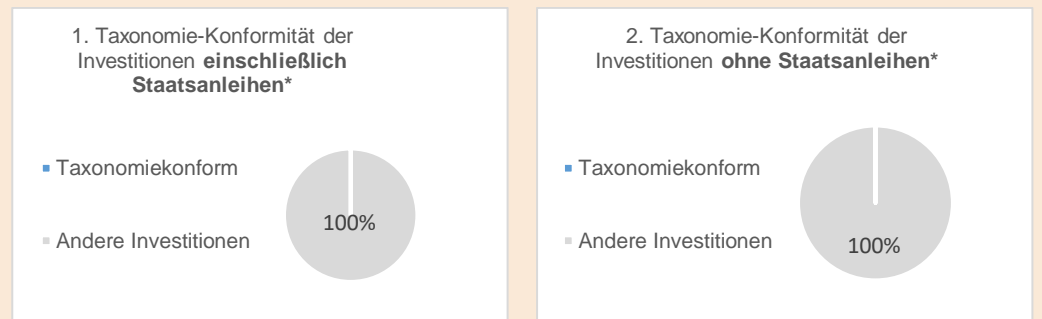 1. Taxonomie-Konformität der
Investitionen einschließlich
Staatsanleihen*
Taxonomiekonform
Andere Investitionen
100%
2. Taxonomie-Konformität der
Investitionen ohne Staatsanleihen*
Taxonomiekonform
Andere Investitionen
100%